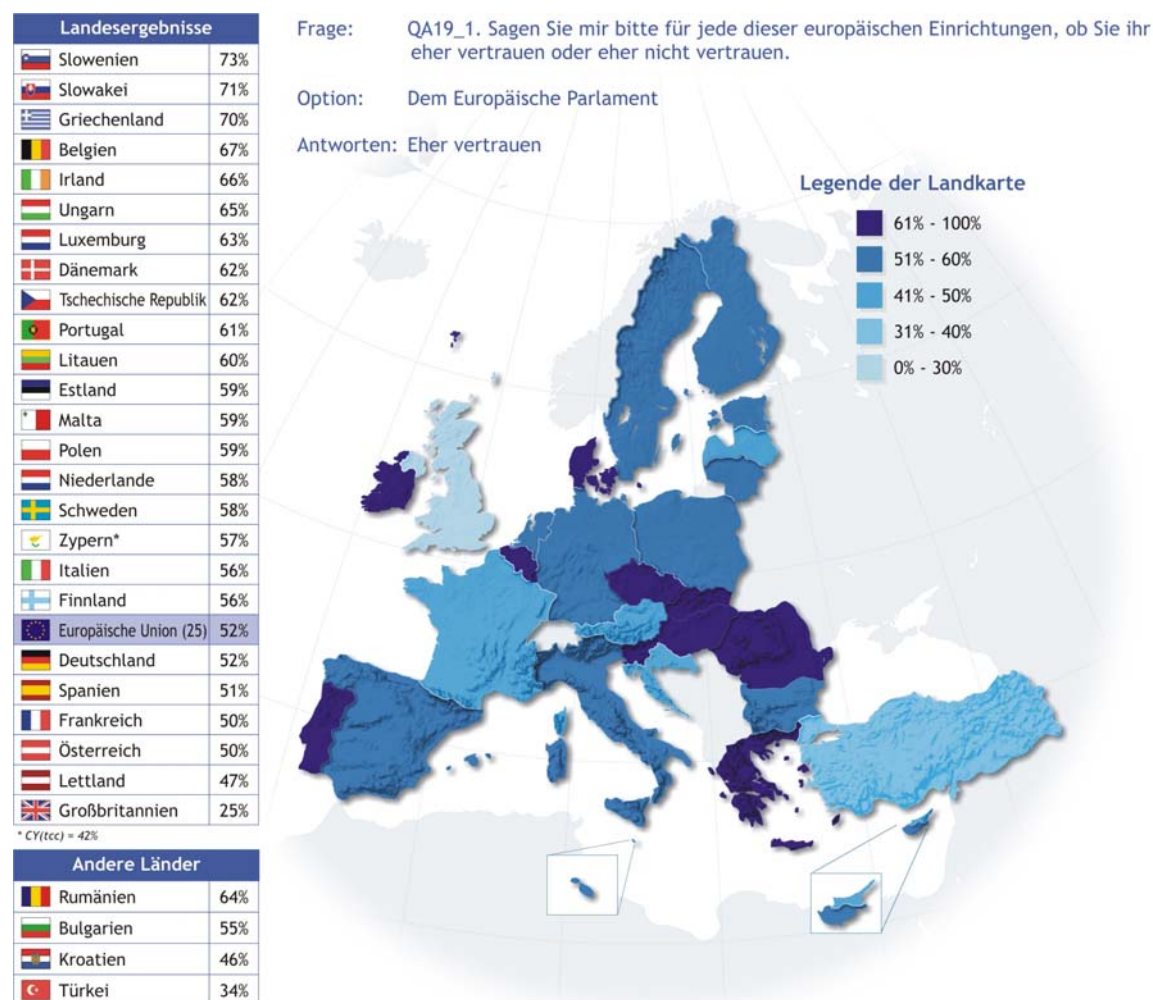 Landesergebnisse
Slowenien 73%
Slowakei 71%
Griechenland 70%
Belgien 67%
Irland 66%
Ungarn 65%
Luxemburg 63%
Dänemark 62%
Tschechische Republik 62%
Portugal 61%
Litauen 60%
Estland 59%
Malta 59%
Polen 59%
Niederlande 58%
Schweden 58%
Zypern* 57%
Italien 56%
Finnland 56%
Europäische Union (25) 52%
Deutschland 52%
Spanien 51%
Frankreich 50%
Österreich 50%
Lettland 47%
Großbritannien 25%
* CY(tcc) = 42%
Andere Länder
Rumänien 64%
Bulgarien 55%
Kroatien 46%
Türkei 34%
Frage: QA19_1. Sagen Sie mir bitte für jede dieser europäischen Einrichtungen, ob Sie ihr
eher vertrauen oder eher nicht vertrauen.
Option: Dem Europäische Parlament
Antworten: Eher vertrauen
Legende der Landkarte
61% - 100%
51% - 60%
41% - 50%
31% - 40%
0% - 30%